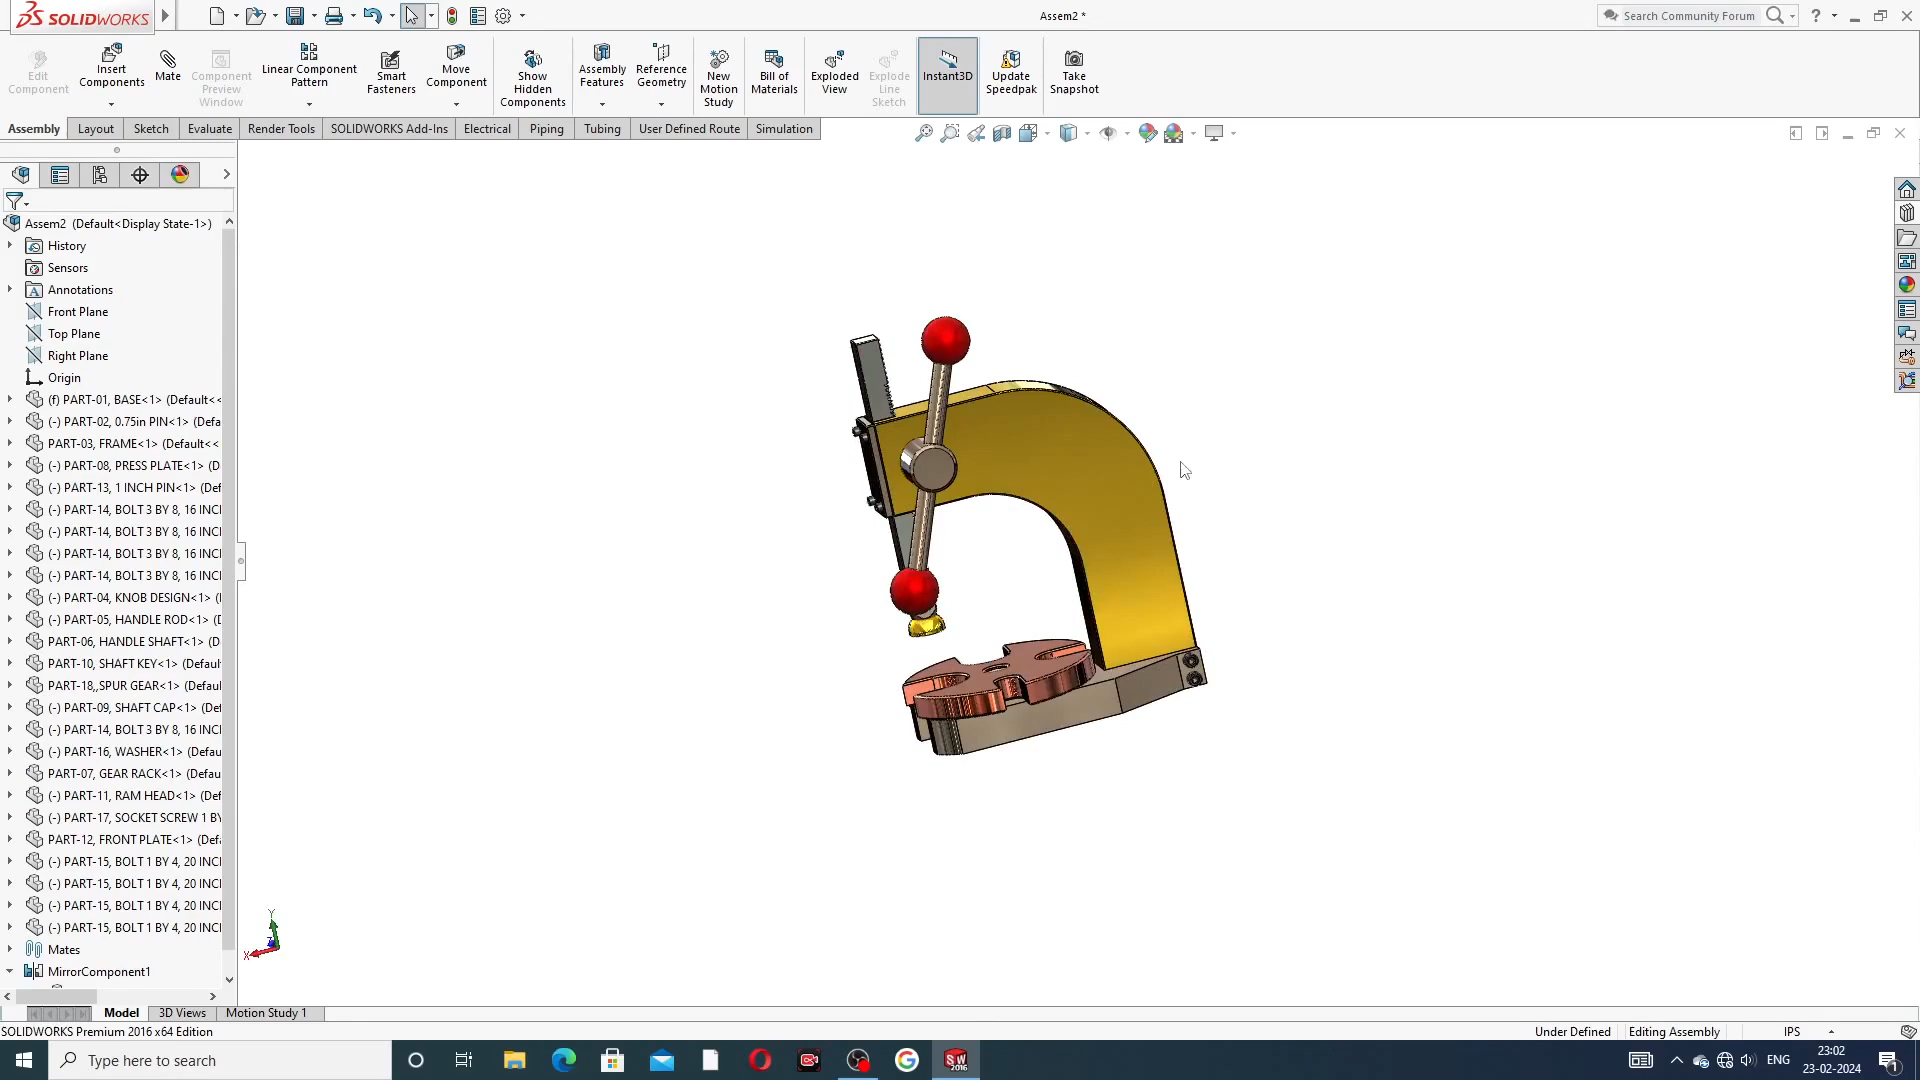 SOLIDWORKS
Assem2 *
Search Community Forum
?
Edit Component
Insert Components
Mate
Component Preview Window
Linear Component Pattern
Smart Fasteners
Move Component
Show Hidden Components
Assembly Features
Reference Geometry
New Motion Study
Bill of Materials
Exploded View
Explode Line Sketch
Instant3D
Update Speedpak
Take Snapshot
Assembly
Layout
Sketch
Evaluate
Render Tools
SOLIDWORKS Add-Ins
Electrical
Piping
Tubing
User Defined Route
Simulation
Assem2 (Default<Display State-1>)
History
Sensors
Annotations
Front Plane
Top Plane
Right Plane
Origin
(f) PART-01, BASE<1> (Default<<
(-) PART-02, 0.75in PIN<1> (Defa
PART-03, FRAME<1> (Default<<
(-) PART-08, PRESS PLATE<1> (D
(-) PART-13, 1 INCH PIN<1> (Def
(-) PART-14, BOLT 3 BY 8, 16 INC
(-) PART-14, BOLT 3 BY 8, 16 INC
(-) PART-14, BOLT 3 BY 8, 16 INC
(-) PART-14, BOLT 3 BY 8, 16 INC
(-) PART-04, KNOB DESIGN<1> (
(-) PART-05, HANDLE ROD<1> (D
PART-06, HANDLE SHAFT<1> (D
PART-10, SHAFT KEY<1> (Defaul
PART-18,,SPUR GEAR<1> (Defau
(-) PART-09, SHAFT CAP<1> (Def
(-) PART-14, BOLT 3 BY 8, 16 INC
(-) PART-16, WASHER<1> (Defau
PART-07, GEAR RACK<1> (Defau
(-) PART-11, RAM HEAD<1> (Def
(-) PART-17, SOCKET SCREW 1 BY
PART-12, FRONT PLATE<1> (Def
(-) PART-15, BOLT 1 BY 4, 20 INC
(-) PART-15, BOLT 1 BY 4, 20 INC
(-) PART-15, BOLT 1 BY 4, 20 INC
(-) PART-15, BOLT 1 BY 4, 20 INC
Mates
MirrorComponent1
Y
X
Model
3D Views
Motion Study 1
SOLIDWORKS Premium 2016 x64 Edition
Under Defined
Editing Assembly
IPS
Type here to search
ENG
23:02
23-02-2024